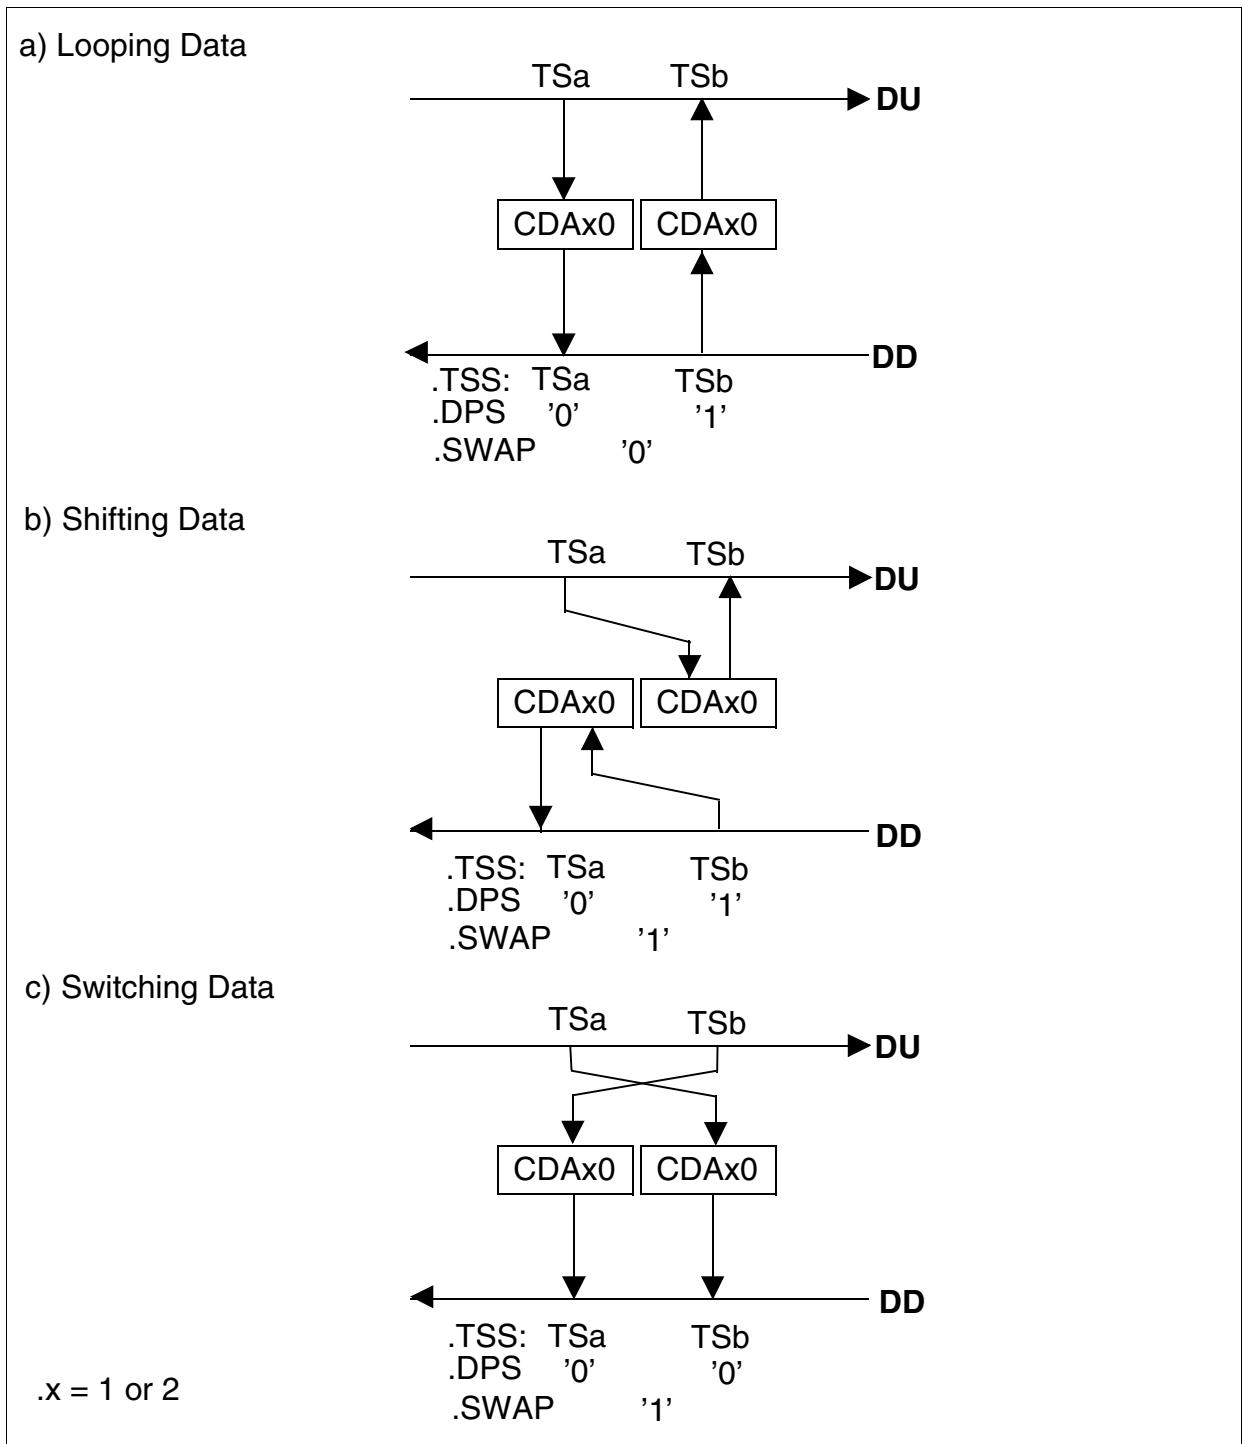 a) Looping Data
TSa TSb
DU
CDAx0 CDAx0
DD
.TSS: TSa TSb
.DPS '0' '1'
.SWAP '0'
b) Shifting Data
TSa TSb
DU
CDAx0 CDAx0
DD
.TSS: TSa TSb
.DPS '0' '1'
.SWAP '1'
c) Switching Data
TSa TSb
DU
CDAx0 CDAx0
DD
.TSS: TSa TSb
.DPS '0' '0'
.x = 1 or 2
.SWAP '1'